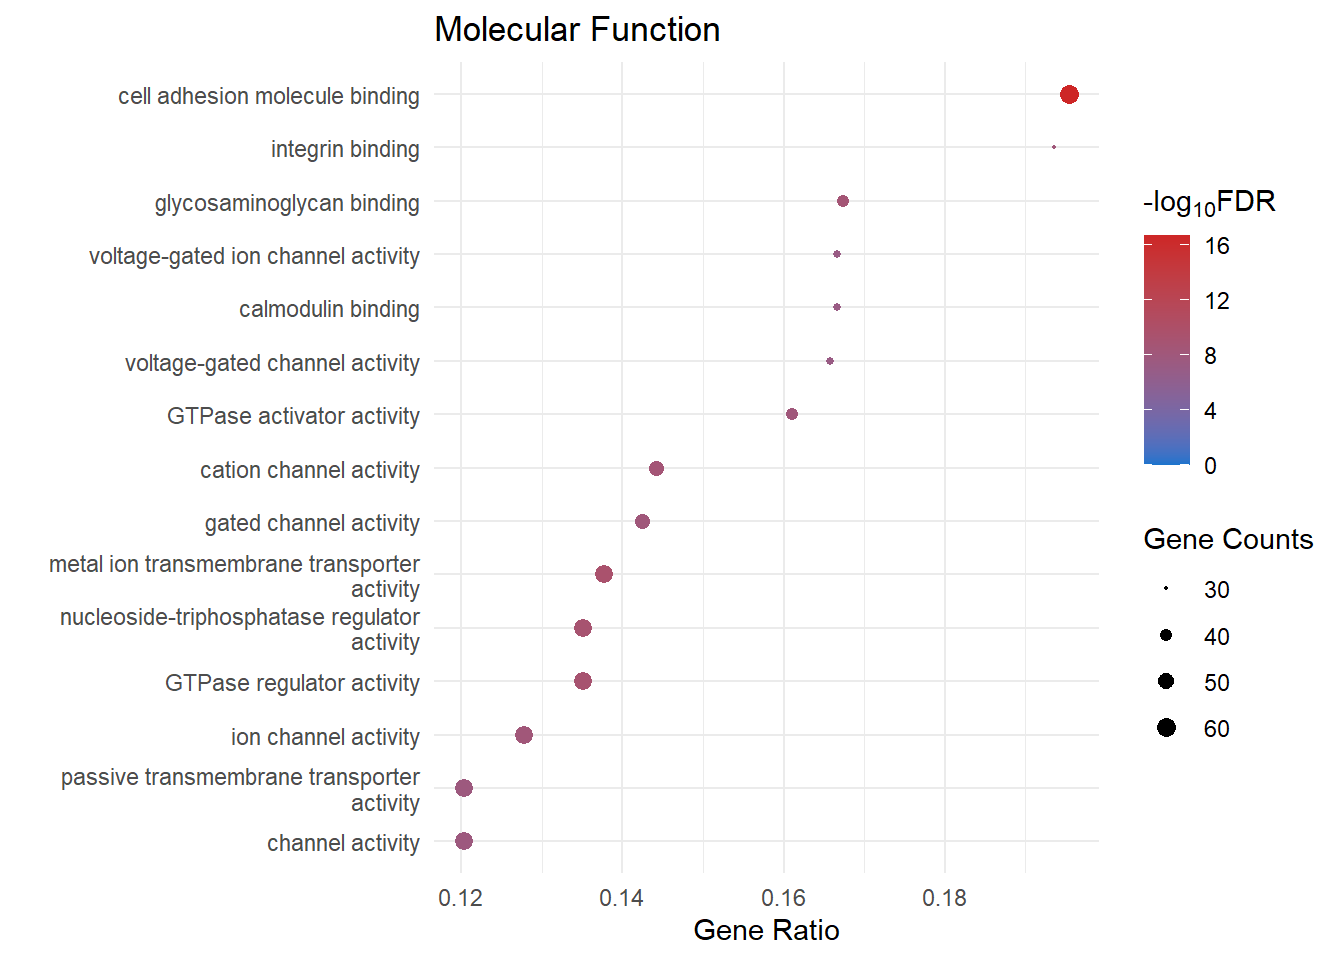 Molecular Function
cell adhesion molecule binding
integrin binding
glycosaminoglycan binding
voltage-gated ion channel activity
calmodulin binding
voltage-gated channel activity
GTPase activator activity
cation channel activity
gated channel activity
metal ion transmembrane transporter
activity
nucleoside-triphosphatase regulator
activity
GTPase regulator activity
ion channel activity
passive transmembrane transporter
activity
channel activity
0.12 0.14 0.16 0.18
Gene Ratio
-log₁₀FDR
16
12
8
4
0
Gene Counts
30
40
50
60